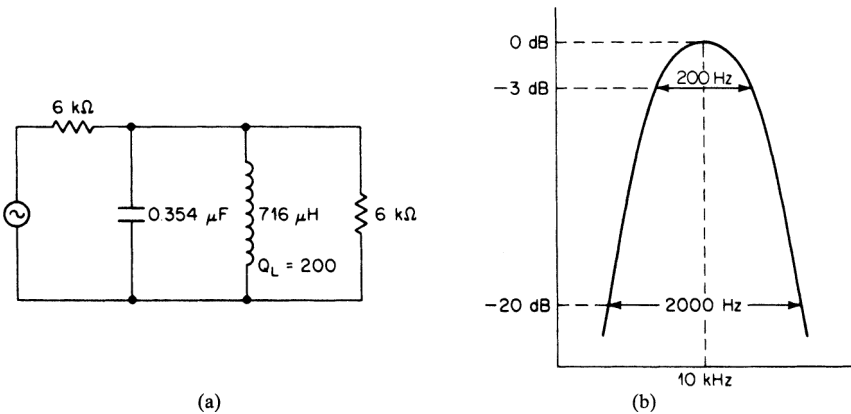 6 kΩ
0.354 μF
716 μH
6 kΩ
Q_L = 200
(a)
0 dB
−3 dB
200 Hz
−20 dB
2000 Hz
10 kHz
(b)